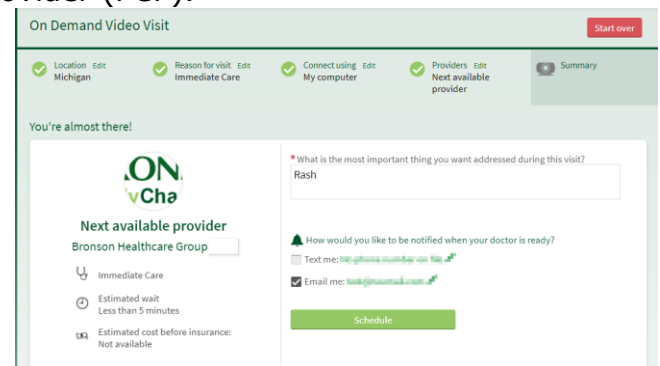 On Demand Video Visit
Start over
Location Edit
Michigan
Reason for visit Edit
Immediate Care
Connect using Edit
My computer
Providers Edit
Next available
provider
Summary
You're almost there!
*What is the most important thing you want addressed during this visit?
Rash
Next available provider
Bronson Healthcare Group
How would you like to be notified when your doctor is ready?
Text me:
Email me:
Immediate Care
Estimated wait
Less than 5 minutes
Estimated cost before insurance:
Not available
Schedule